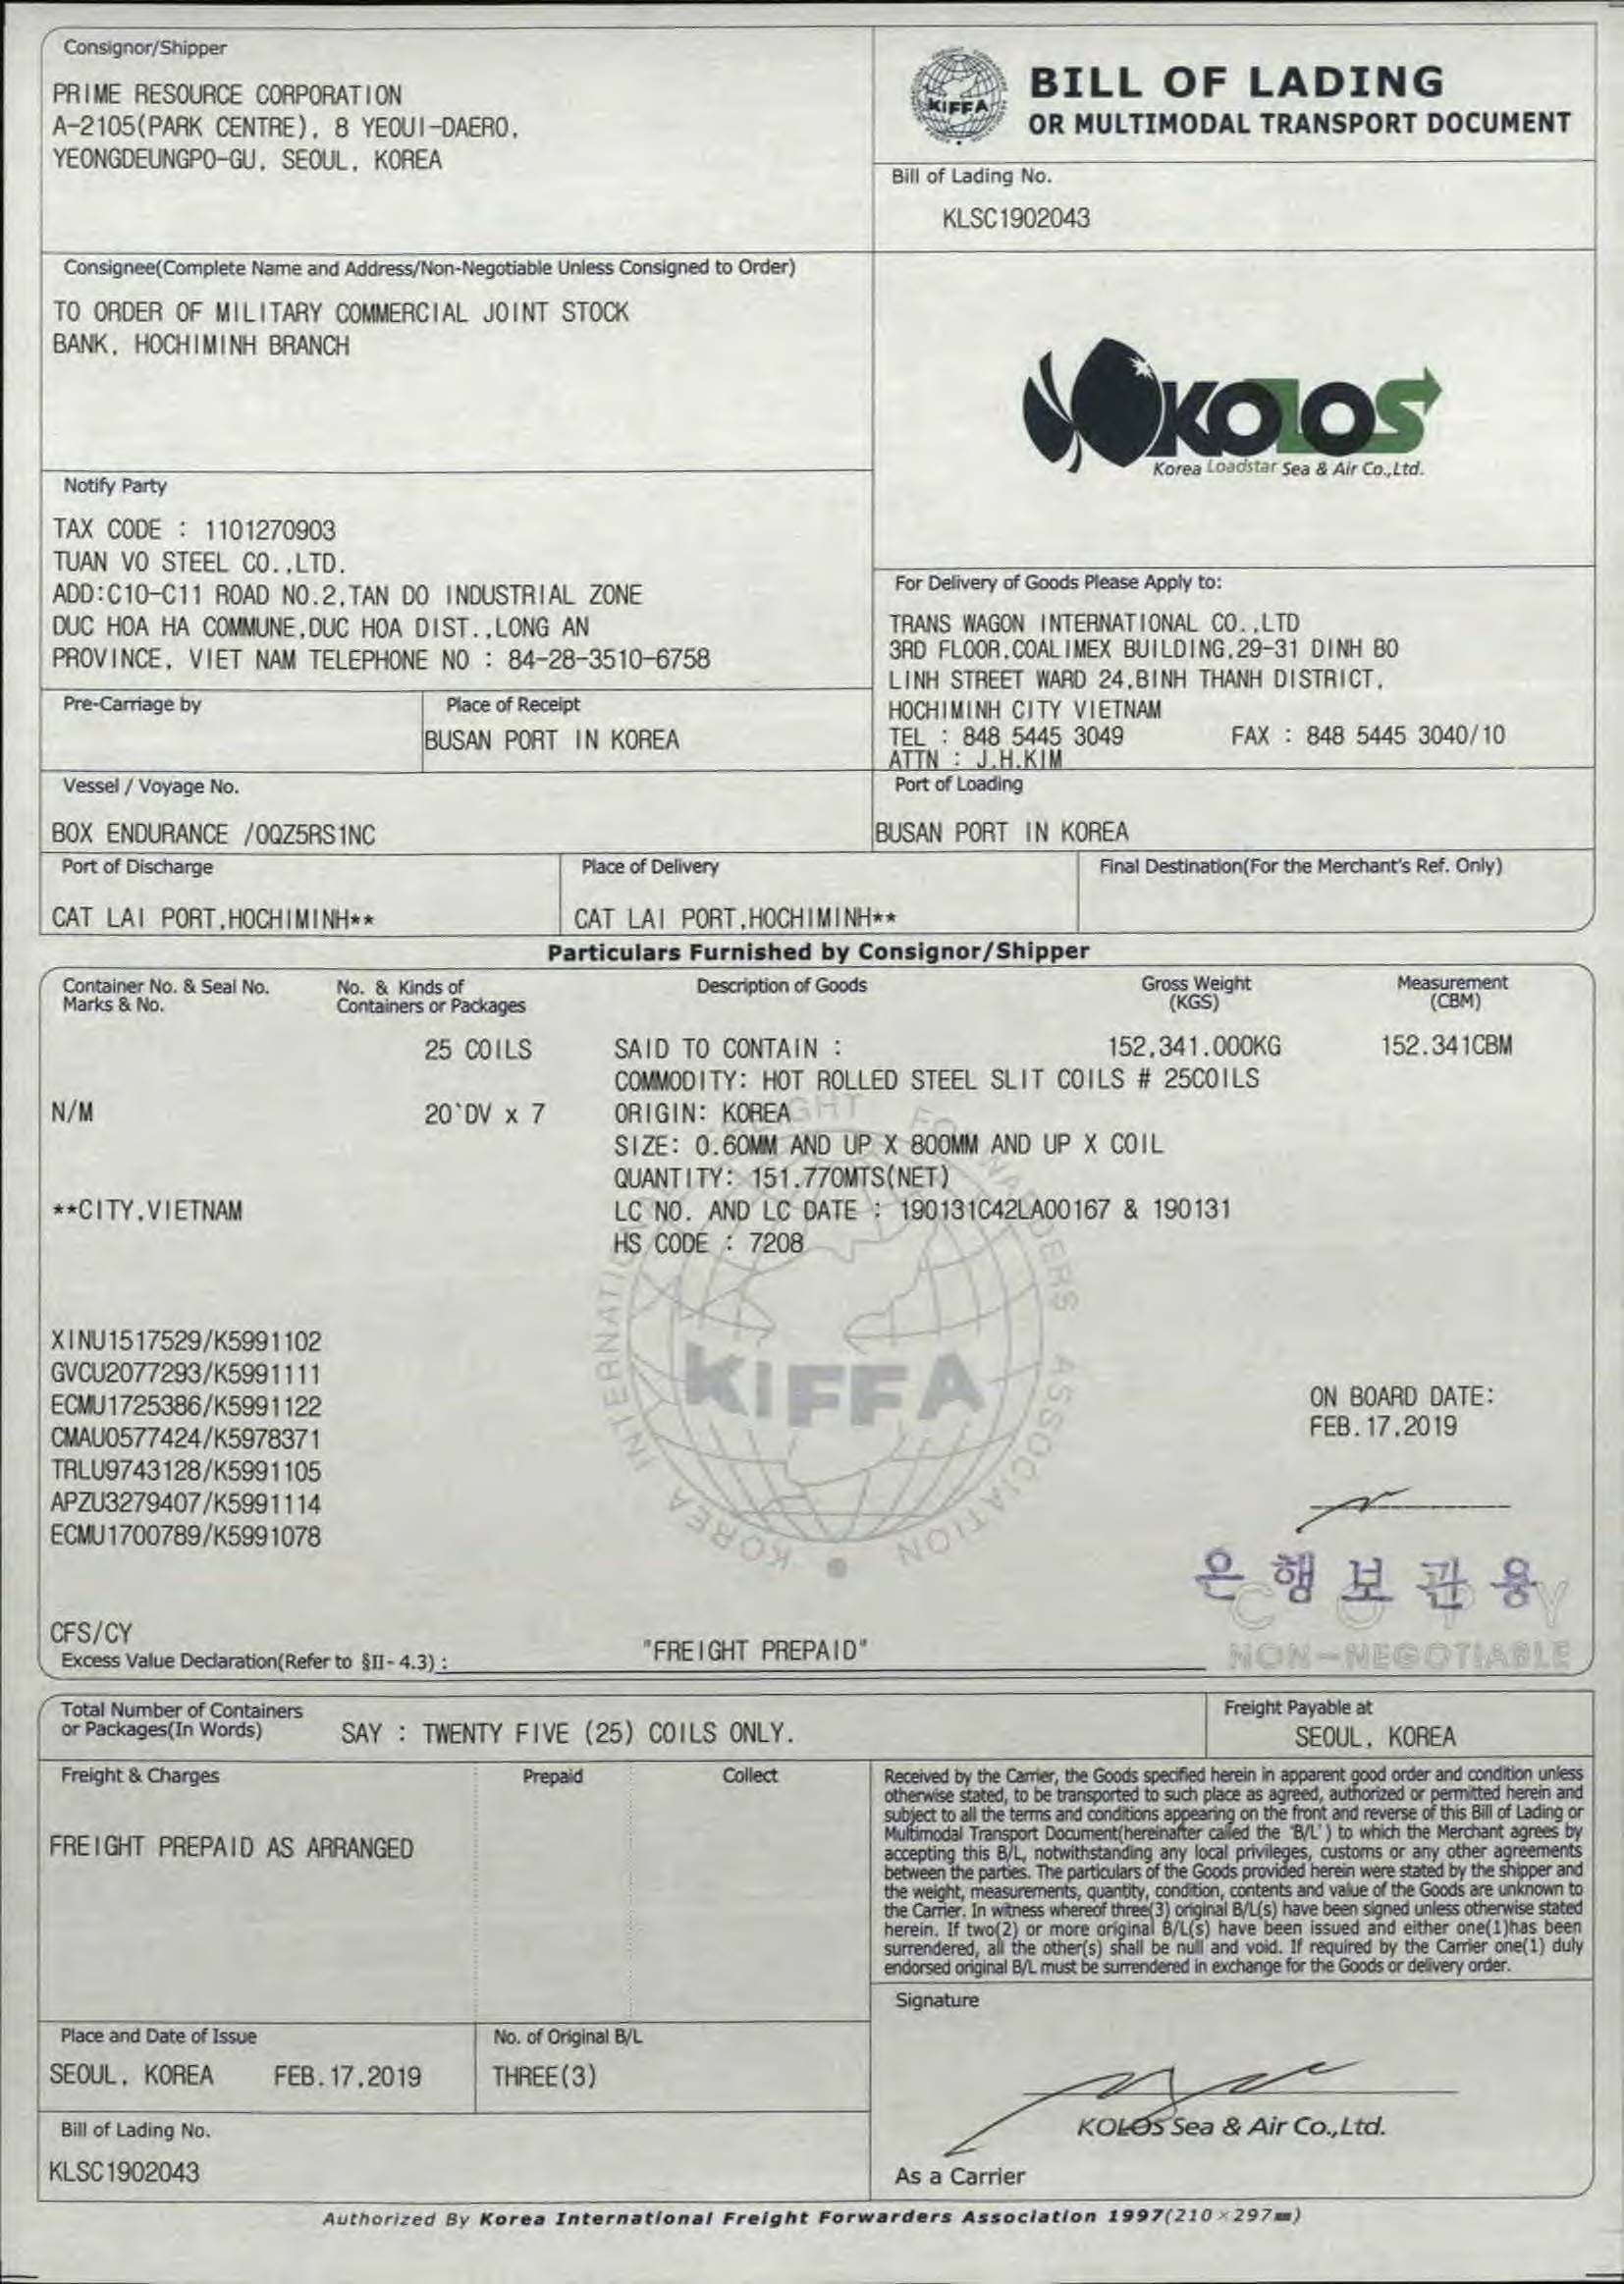 Consignor/Shipper
PRIME RESOURCE CORPORATION
A-2105(PARK CENTRE), 8 YEOUI-DAERO,
YEONGDEUNGPO-GU, SEOUL, KOREA
KIFFA
BILL OF LADING
OR MULTIMODAL TRANSPORT DOCUMENT
Bill of Lading No.
KLSC1902043
Consignee(Complete Name and Address/Non-Negotiable Unless Consigned to Order)
TO ORDER OF MILITARY COMMERCIAL JOINT STOCK
BANK, HOCHIMINH BRANCH
KOLOS
Korea Loadstar Sea & Air Co.,Ltd.
Notify Party
TAX CODE : 1101270903
TUAN VO STEEL CO.,LTD.
ADD:C10-C11 ROAD NO.2,TAN DO INDUSTRIAL ZONE
DUC HOA HA COMMUNE,DUC HOA DIST.,LONG AN
PROVINCE, VIET NAM TELEPHONE NO : 84-28-3510-6758
For Delivery of Goods Please Apply to:
TRANS WAGON INTERNATIONAL CO.,LTD
3RD FLOOR,COALIMEX BUILDING,29-31 DINH BO
LINH STREET WARD 24,BINH THANH DISTRICT,
HOCHIMINH CITY VIETNAM
TEL : 848 5445 3049 FAX : 848 5445 3040/10
ATTN : J.H.KIM
Pre-Carriage by
Place of Receipt
BUSAN PORT IN KOREA
Vessel / Voyage No.
BOX ENDURANCE /0QZ5RS1NC
Port of Loading
BUSAN PORT IN KOREA
Port of Discharge
CAT LAI PORT,HOCHIMINH**
Place of Delivery
CAT LAI PORT,HOCHIMINH**
Final Destination(For the Merchant's Ref. Only)
Particulars Furnished by Consignor/Shipper
Container No. & Seal No.
Marks & No.
No. & Kinds of
Containers or Packages
Description of Goods
Gross Weight
(KGS)
Measurement
(CBM)
25 COILS SAID TO CONTAIN : 152,341.000KG 152.341CBM
COMMODITY: HOT ROLLED STEEL SLIT COILS # 25COILS
N/M 20`DV x 7 ORIGIN: KOREA
SIZE: 0.60MM AND UP X 800MM AND UP X COIL
QUANTITY: 151.770MTS(NET)
**CITY,VIETNAM LC NO. AND LC DATE : 190131C42LA00167 & 190131
HS CODE : 7208
KOREA INTERNATIONAL FREIGHT FORWARDERS ASSOCIATION
KIFFA
XINU1517529/K5991102
GVCU2077293/K5991111
ECMU1725386/K5991122
CMAU0577424/K5978371
TRLU9743128/K5991105
APZU3279407/K5991114
ECMU1700789/K5991078
ON BOARD DATE:
FEB.17,2019
은행보관용
COPY
NON-NEGOTIABLE
CFS/CY
"FREIGHT PREPAID"
Excess Value Declaration(Refer to §II- 4.3) :
Total Number of Containers
or Packages(In Words) SAY : TWENTY FIVE (25) COILS ONLY.
Freight Payable at
SEOUL, KOREA
Freight & Charges Prepaid Collect
FREIGHT PREPAID AS ARRANGED
Received by the Carrier, the Goods specified herein in apparent good order and condition unless
otherwise stated, to be transported to such place as agreed, authorized or permitted herein and
subject to all the terms and conditions appearing on the front and reverse of this Bill of Lading or
Multimodal Transport Document(hereinafter called the 'B/L' ) to which the Merchant agrees by
accepting this B/L, notwithstanding any local privileges, customs or any other agreements
between the parties. The particulars of the Goods provided herein were stated by the shipper and
the weight, measurements, quantity, condition, contents and value of the Goods are unknown to
the Carrier. In witness whereof three(3) original B/L(s) have been signed unless otherwise stated
herein. If two(2) or more original B/L(s) have been issued and either one(1)has been
surrendered, all the other(s) shall be null and void. If required by the Carrier one(1) duly
endorsed original B/L must be surrendered in exchange for the Goods or delivery order.
Signature
KOLOS Sea & Air Co.,Ltd.
As a Carrier
Place and Date of Issue
SEOUL, KOREA FEB.17,2019
No. of Original B/L
THREE(3)
Bill of Lading No.
KLSC1902043
Authorized By Korea International Freight Forwarders Association 1997(210×297㎜)